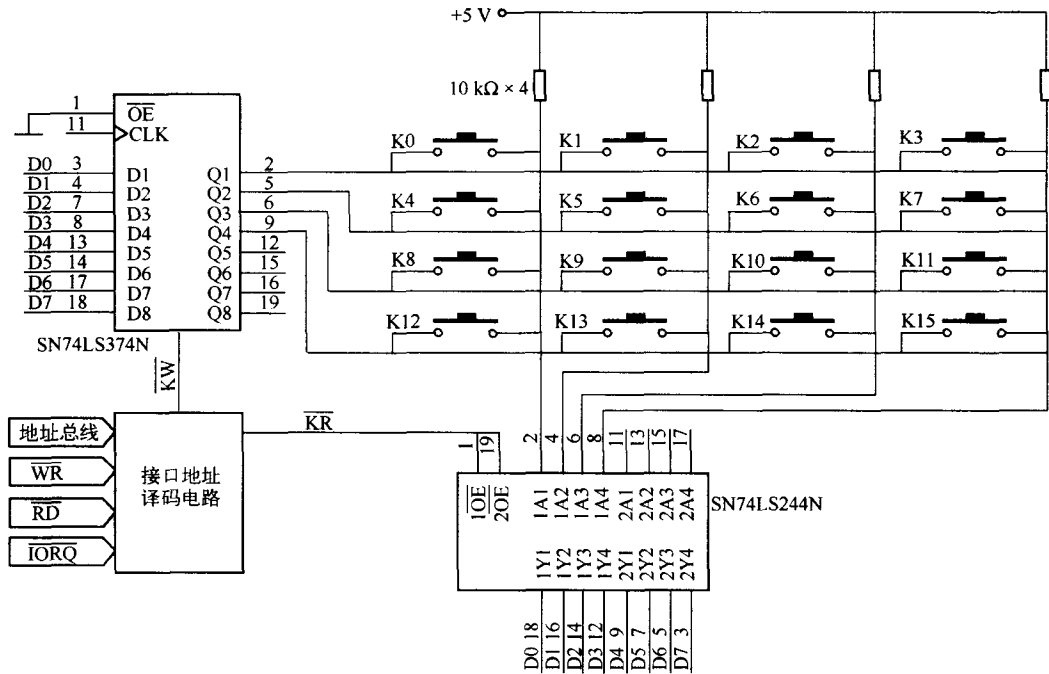 +5 V
10 kΩ × 4
1
OE
11
CLK
D0 3 D1 Q1 2
D1 4 D2 Q2 5
D2 7 D3 Q3 6
D3 8 D4 Q4 9
D4 13 D5 Q5 12
D5 14 D6 Q6 15
D6 17 D7 Q7 16
D7 18 D8 Q8 19
SN74LS374N
K0 K1 K2 K3
K4 K5 K6 K7
K8 K9 K10 K11
K12 K13 K14 K15
KW
地址总线
WR
RD
IORQ
接口地址
译码电路
KR
1 19 2 4 6 8 11 13 15 17
1OE 2OE 1A1 1A2 1A3 1A4 2A1 2A2 2A3 2A4
SN74LS244N
1Y1 1Y2 1Y3 1Y4 2Y1 2Y2 2Y3 2Y4
D0 18 D1 16 D2 14 D3 12 D4 9 D5 7 D6 5 D7 3